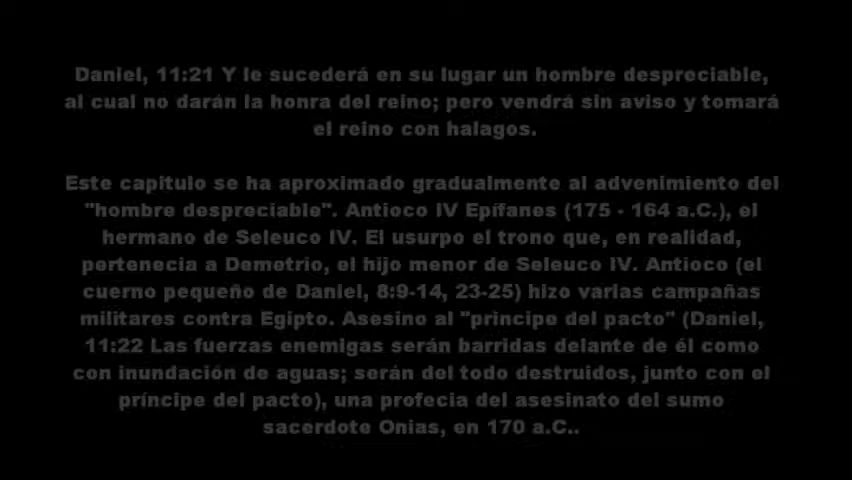 Daniel, 11:21 Y le sucederá en su lugar un hombre despreciable,
al cual no darán la honra del reino; pero vendrá sin aviso y tomará
el reino con halagos.
Este capitulo se ha aproximado gradualmente al advenimiento del
"hombre despreciable". Antioco IV Epífanes (175 - 164 a.C.), el
hermano de Seleuco IV. El usurpo el trono que, en realidad,
pertenecia a Demetrio, el hijo menor de Seleuco IV. Antioco (el
cuerno pequeño de Daniel, 8:9-14, 23-25) hizo varias campañas
militares contra Egipto. Asesino al "principe del pacto" (Daniel,
11:22 Las fuerzas enemigas serán barridas delante de él como
con inundación de aguas; serán del todo destruidos, junto con el
príncipe del pacto), una profecia del asesinato del sumo
sacerdote Onias, en 170 a.C..